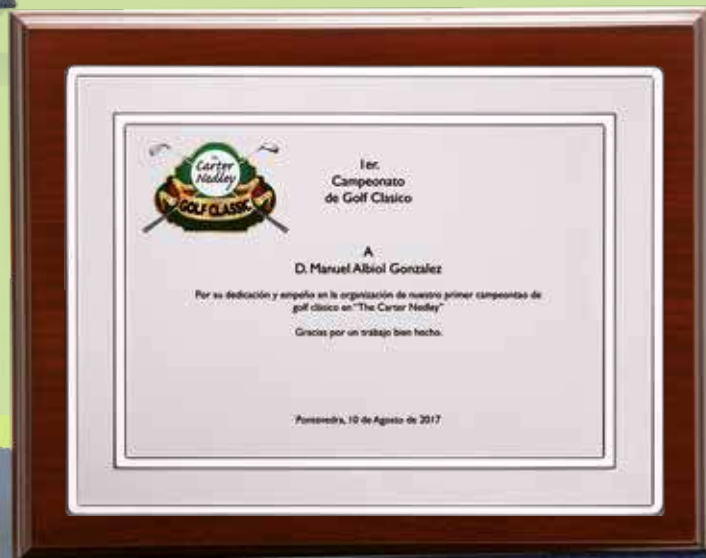 The
Carter
Nedley
GOLF CLASSIC
1er.
Campeonato
de Golf Clasico
A
D. Manuel Albiol Gonzalez
Por su dedicación y empeño en la organización de nuestro primer campeontao de
golf clásico en "The Carter Nedley"
Gracias por un trabajo bien hecho.
Pontevedra, 10 de Agosto de 2017